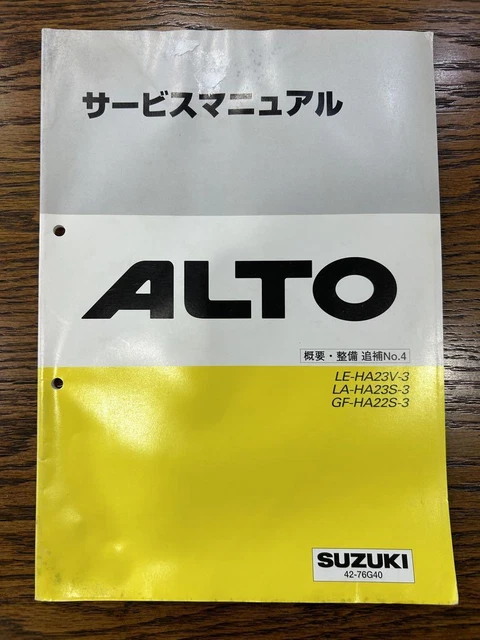 サービスマニュアル
ALTO
概要・整備 追補No.4
LE-HA23V-3
LA-HA23S-3
GF-HA22S-3
SUZUKI
42-76G40